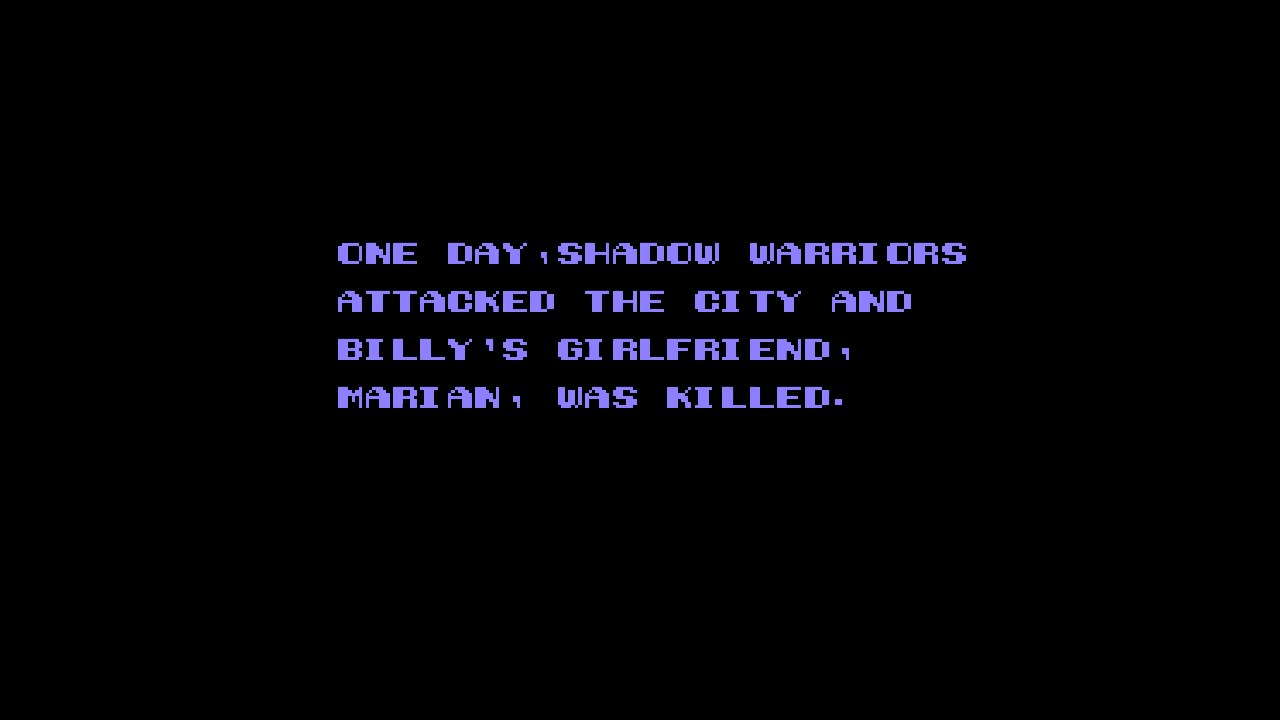 ONE DAY,SHADOW WARRIORS
ATTACKED THE CITY AND
BILLY'S GIRLFRIEND,
MARIAN, WAS KILLED.